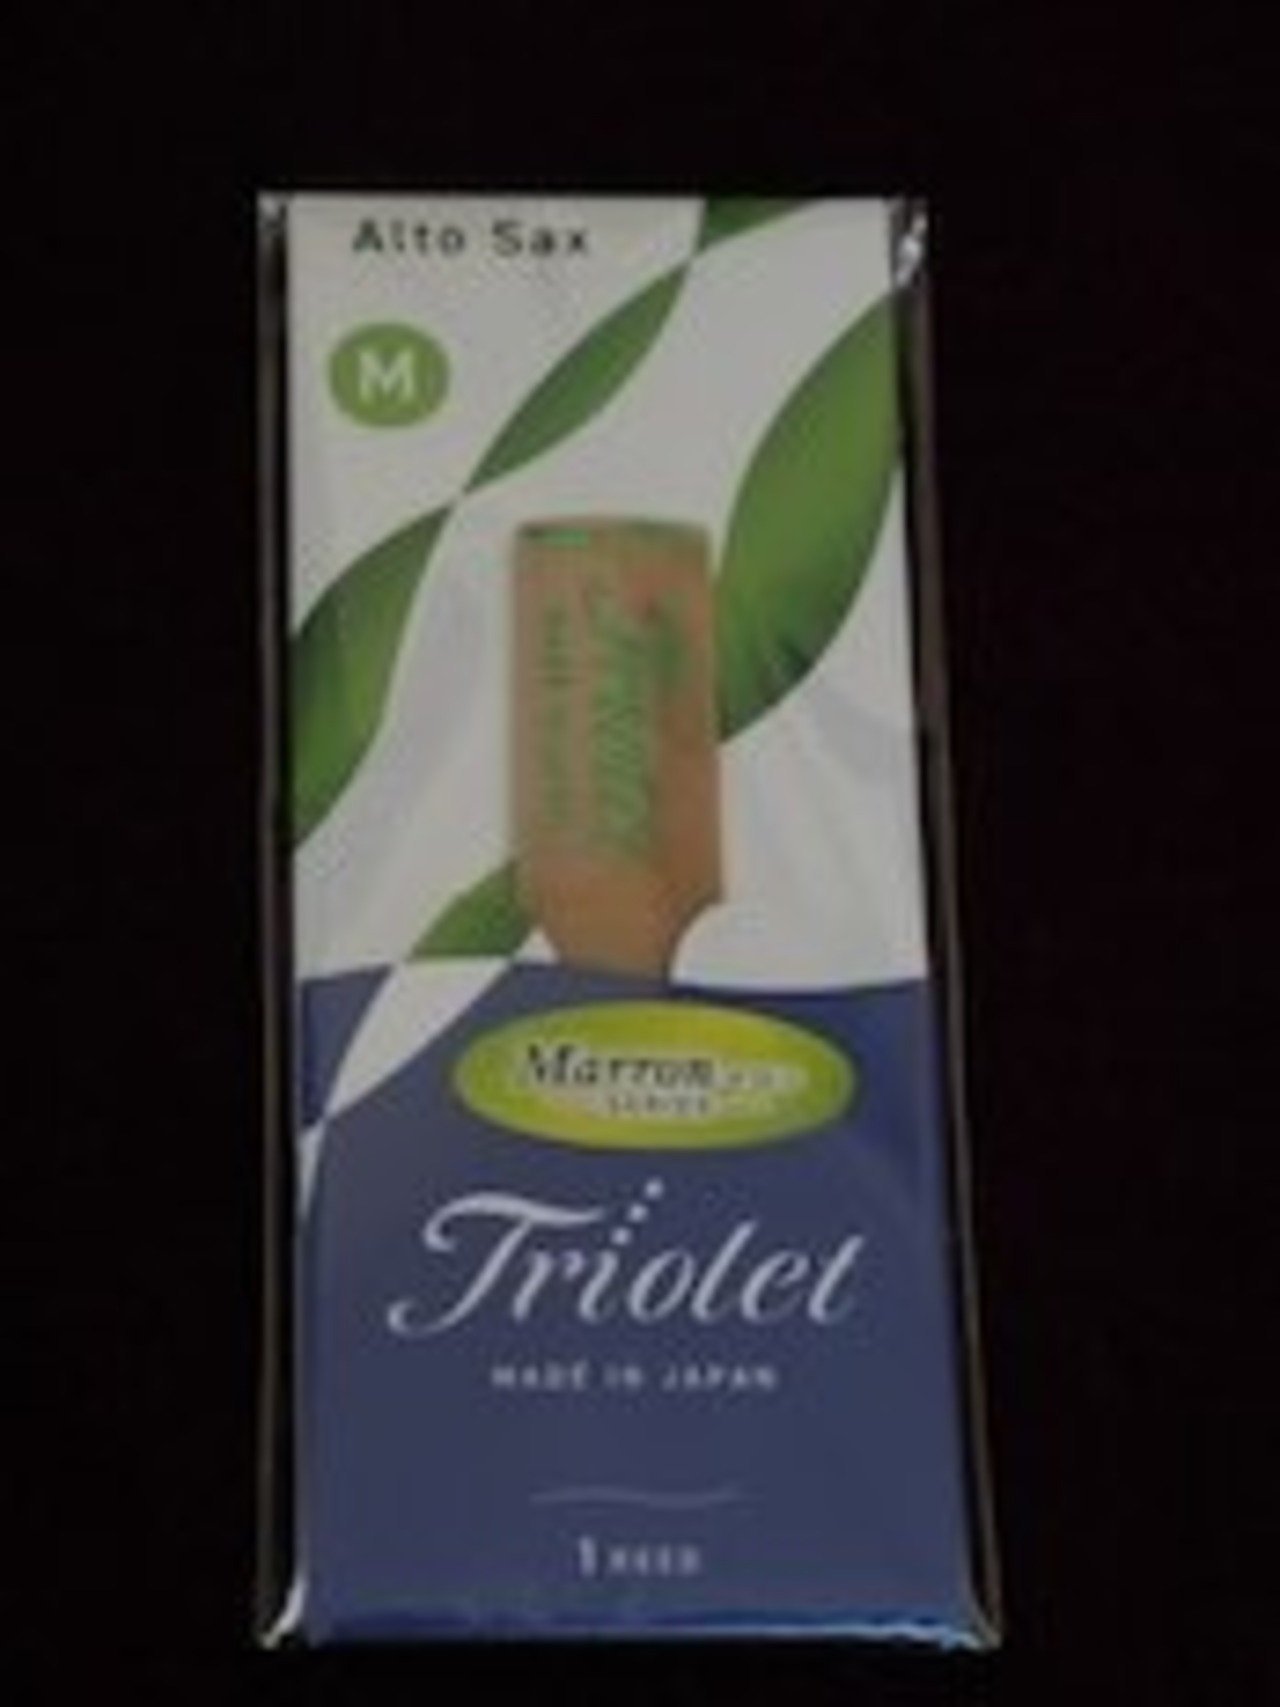 Alto Sax
M
Marron
SERIES
Triolet
MADE IN JAPAN
1 REED